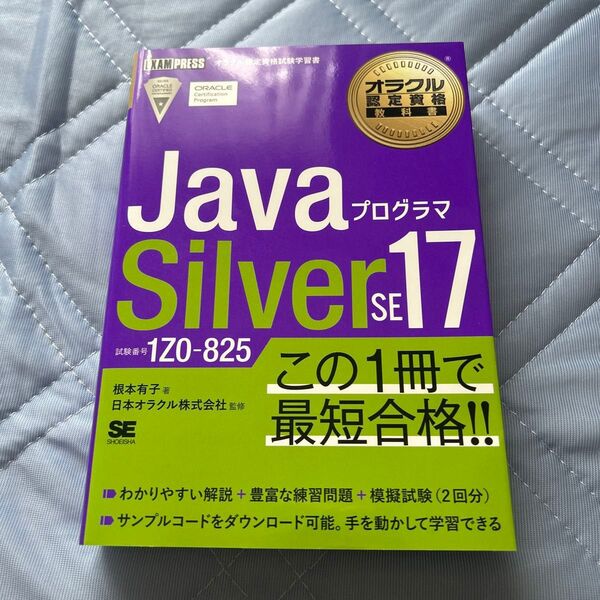 EXAMPRESS
オラクル認定資格試験学習書
ORACLE
Certification
Program
オラクル
認定資格
教科書
Java プログラマ
Silver SE 17
試験番号 1Z0-825
根本有子 著
日本オラクル株式会社 監修
SE
SHOEISHA
この1冊で
最短合格!!
わかりやすい解説+豊富な練習問題+模擬試験(2回分)
サンプルコードをダウンロード可能。手を動かして学習できる